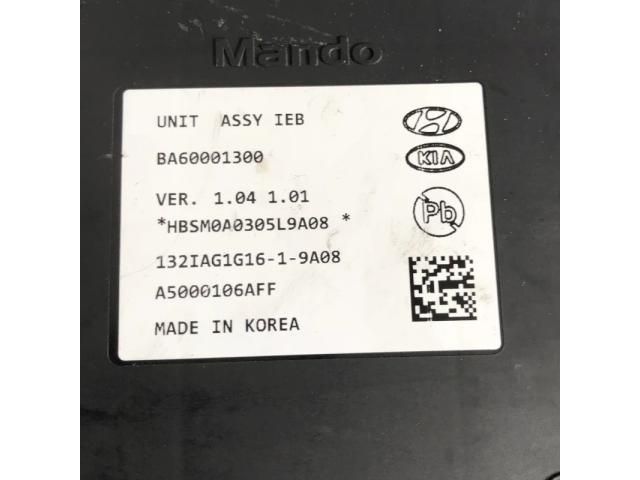 Mando
UNIT ASSY IEB
BA60001300
VER. 1.04 1.01
*HBSM0A0305L9A08 *
132IAG1G16-1-9A08
A5000106AFF
MADE IN KOREA
KIA
Pb